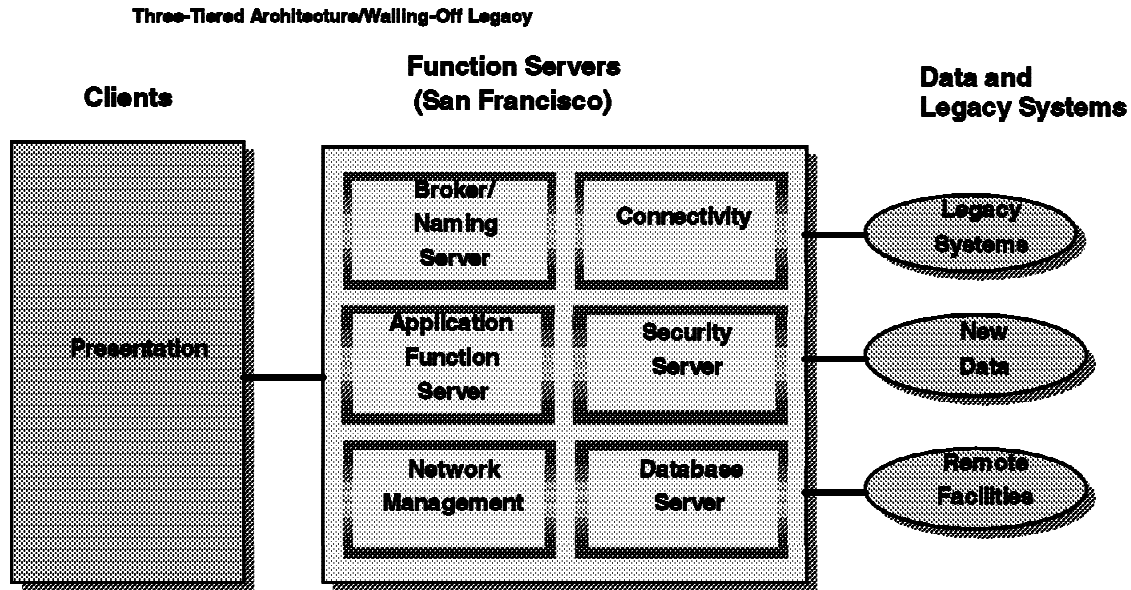 Three-Tiered Architecture/Walling-Off Legacy
Clients
Function Servers
(San Francisco)
Data and
Legacy Systems
Presentation
Broker/
Naming
Server
Connectivity
Application
Function
Server
Security
Server
Network
Management
Database
Server
Legacy
Systems
New
Data
Remote
Facilities